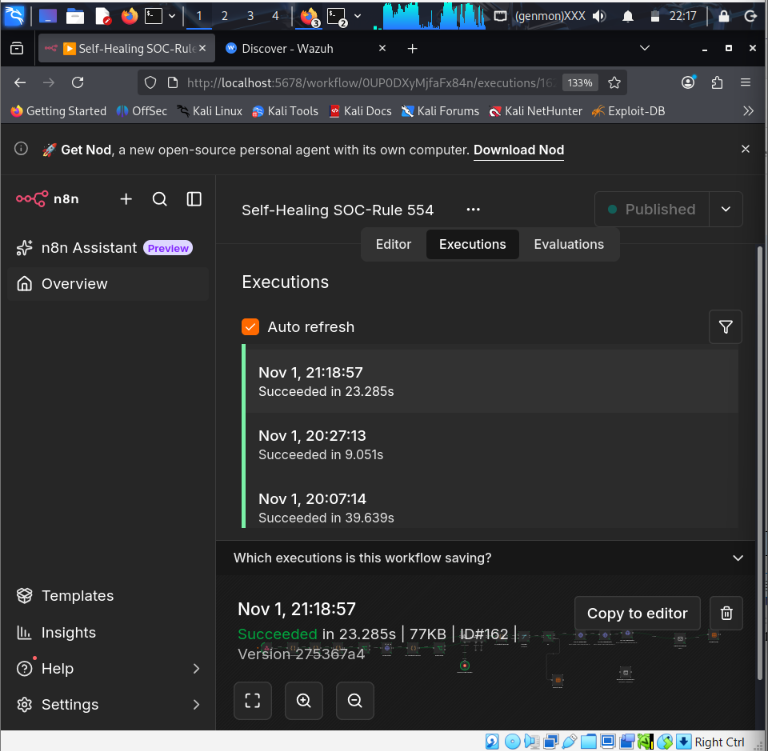 1 2 3 4 3 2 (genmon)XXX 22:17
Self-Healing SOC-Rule Discover - Wazuh
http://localhost:5678/workflow/0UP0DXyMjfaFx84n/executions/16 133%
Getting Started OffSec Kali Linux Kali Tools Kali Docs Kali Forums Kali NetHunter Exploit-DB
🚀 Get Nod, a new open-source personal agent with its own computer. Download Nod
n8n
Self-Healing SOC-Rule 554 ... Published
n8n Assistant Preview
Editor Executions Evaluations
Overview
Executions
Auto refresh
Nov 1, 21:18:57
Succeeded in 23.285s
Nov 1, 20:27:13
Succeeded in 9.051s
Nov 1, 20:07:14
Succeeded in 39.639s
Which executions is this workflow saving?
Templates
Insights
Help
Settings
Nov 1, 21:18:57
Succeeded in 23.285s | 77KB | ID#162 |
Version 275367a4
Copy to editor
Right Ctrl